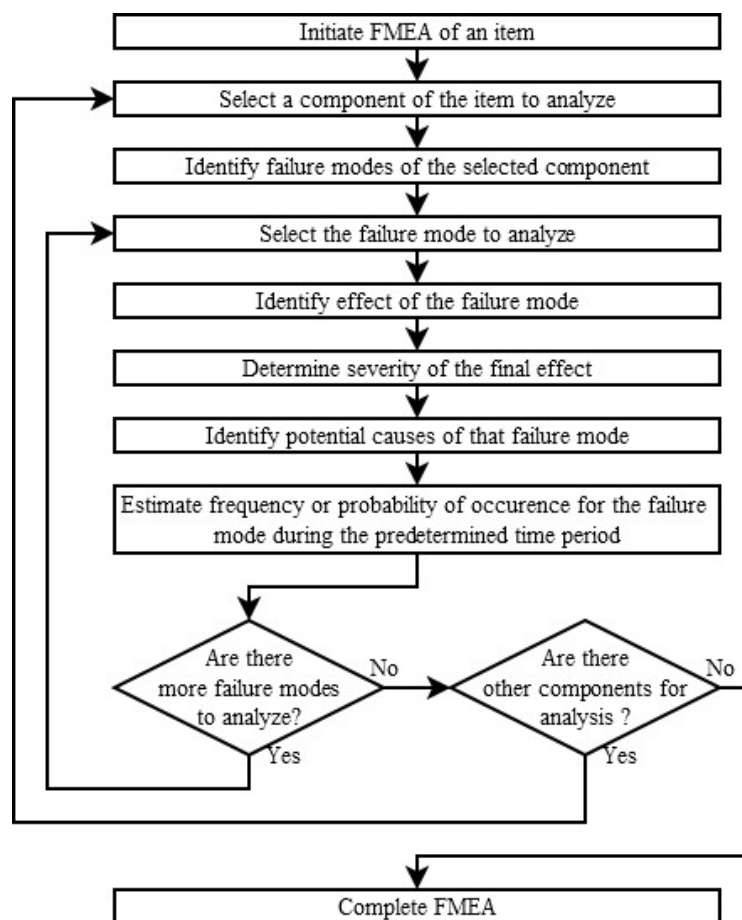 Initiate FMEA of an item
Select a component of the item to analyze
Identify failure modes of the selected component
Select the failure mode to analyze
Identify effect of the failure mode
Determine severity of the final effect
Identify potential causes of that failure mode
Estimate frequency or probability of occurence for the failure
mode during the predetermined time period
Are there
more failure modes
to analyze?
No
Yes
Are there
other components for
analysis ?
No
Yes
Complete FMEA